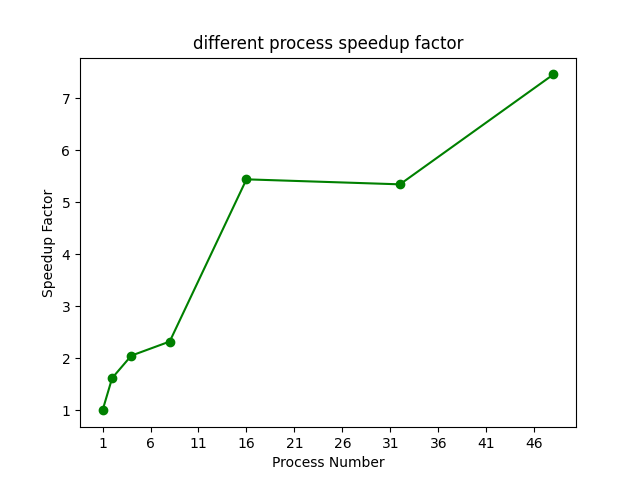 different process speedup factor
7
6
5
4
3
2
1
Speedup Factor
1 6 11 16 21 26 31 36 41 46
Process Number